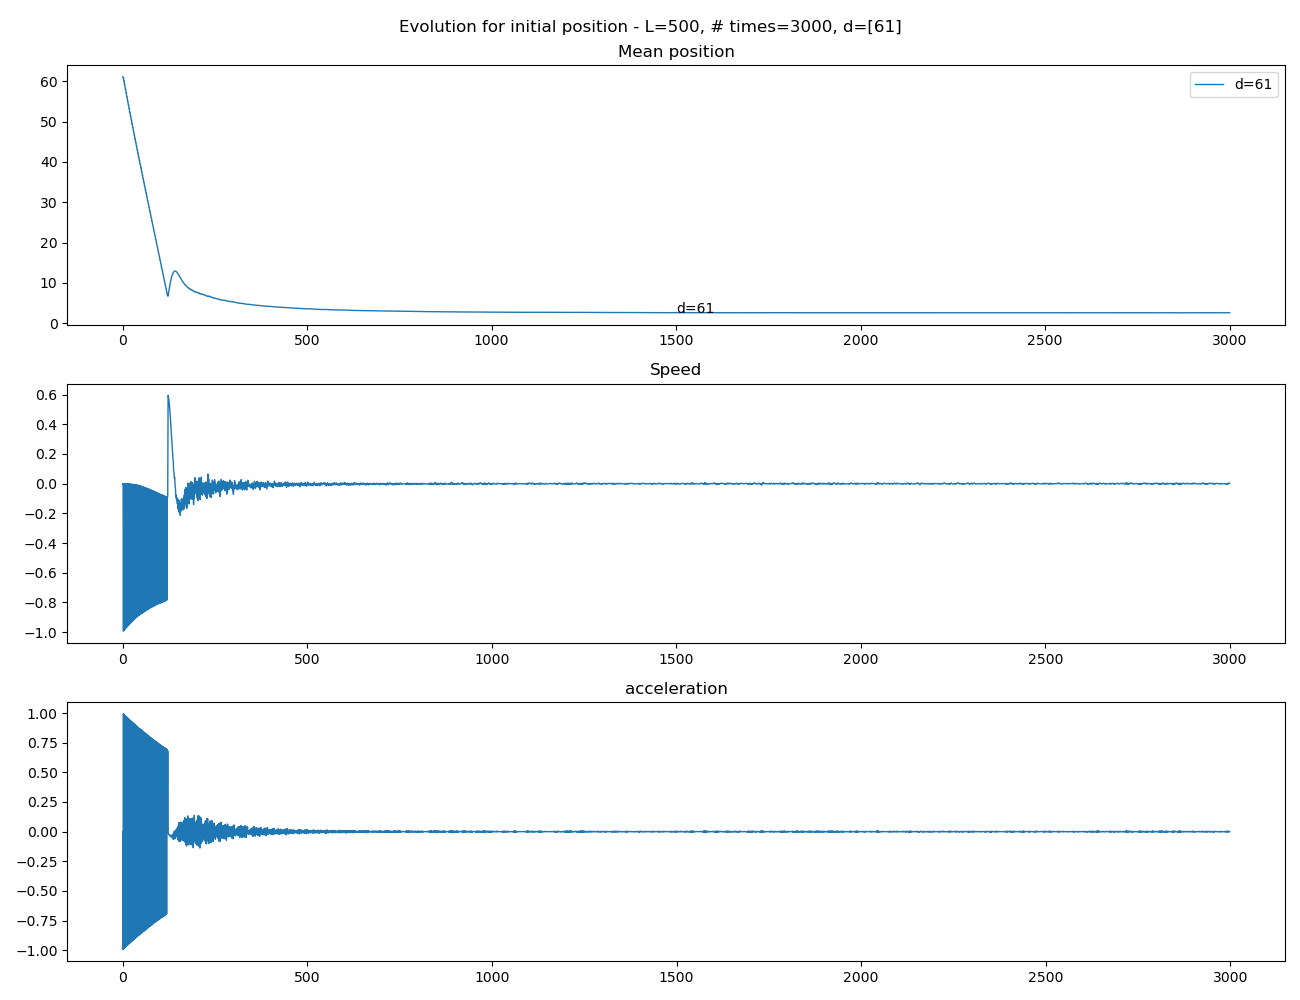 Evolution for initial position - L=500, # times=3000, d=[61]
Mean position
60
50
40
30
20
10
0
d=61
d=61
0 500 1000 1500 2000 2500 3000
Speed
0.6
0.4
0.2
0.0
−0.2
−0.4
−0.6
−0.8
−1.0
0 500 1000 1500 2000 2500 3000
acceleration
1.00
0.75
0.50
0.25
0.00
−0.25
−0.50
−0.75
−1.00
0 500 1000 1500 2000 2500 3000